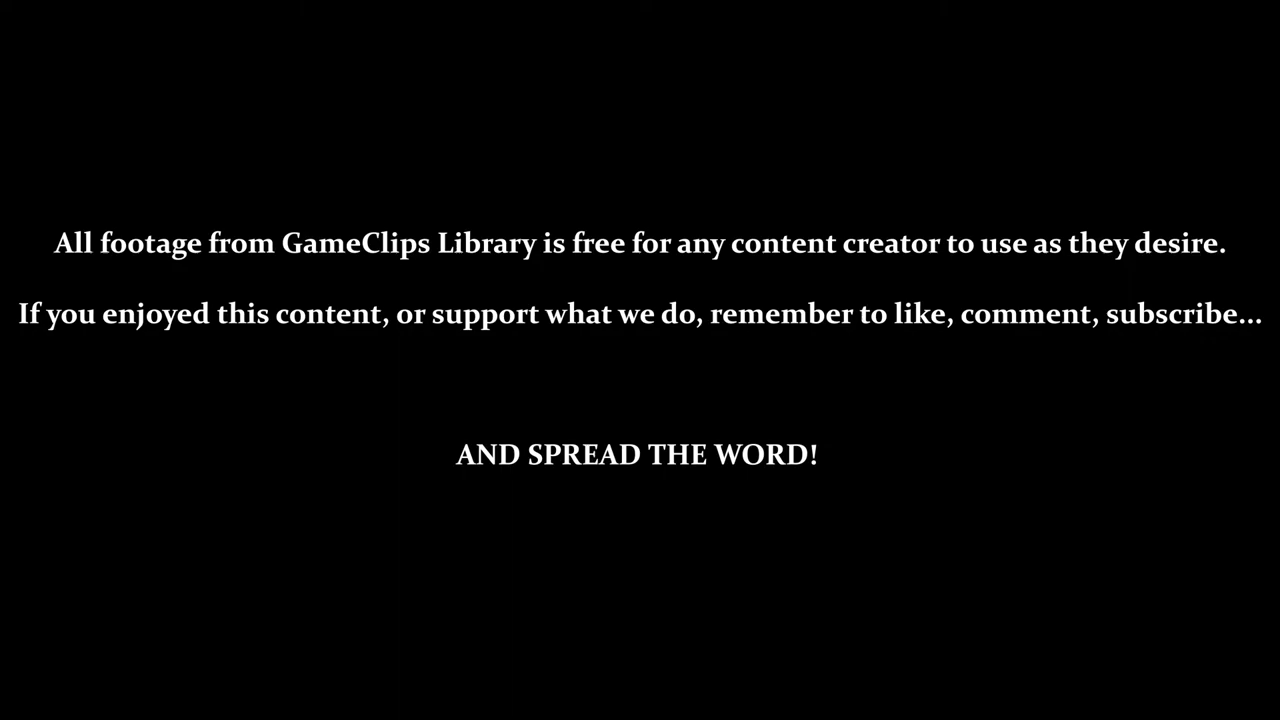 All footage from GameClips Library is free for any content creator to use as they desire.
If you enjoyed this content, or support what we do, remember to like, comment, subscribe...
AND SPREAD THE WORD!